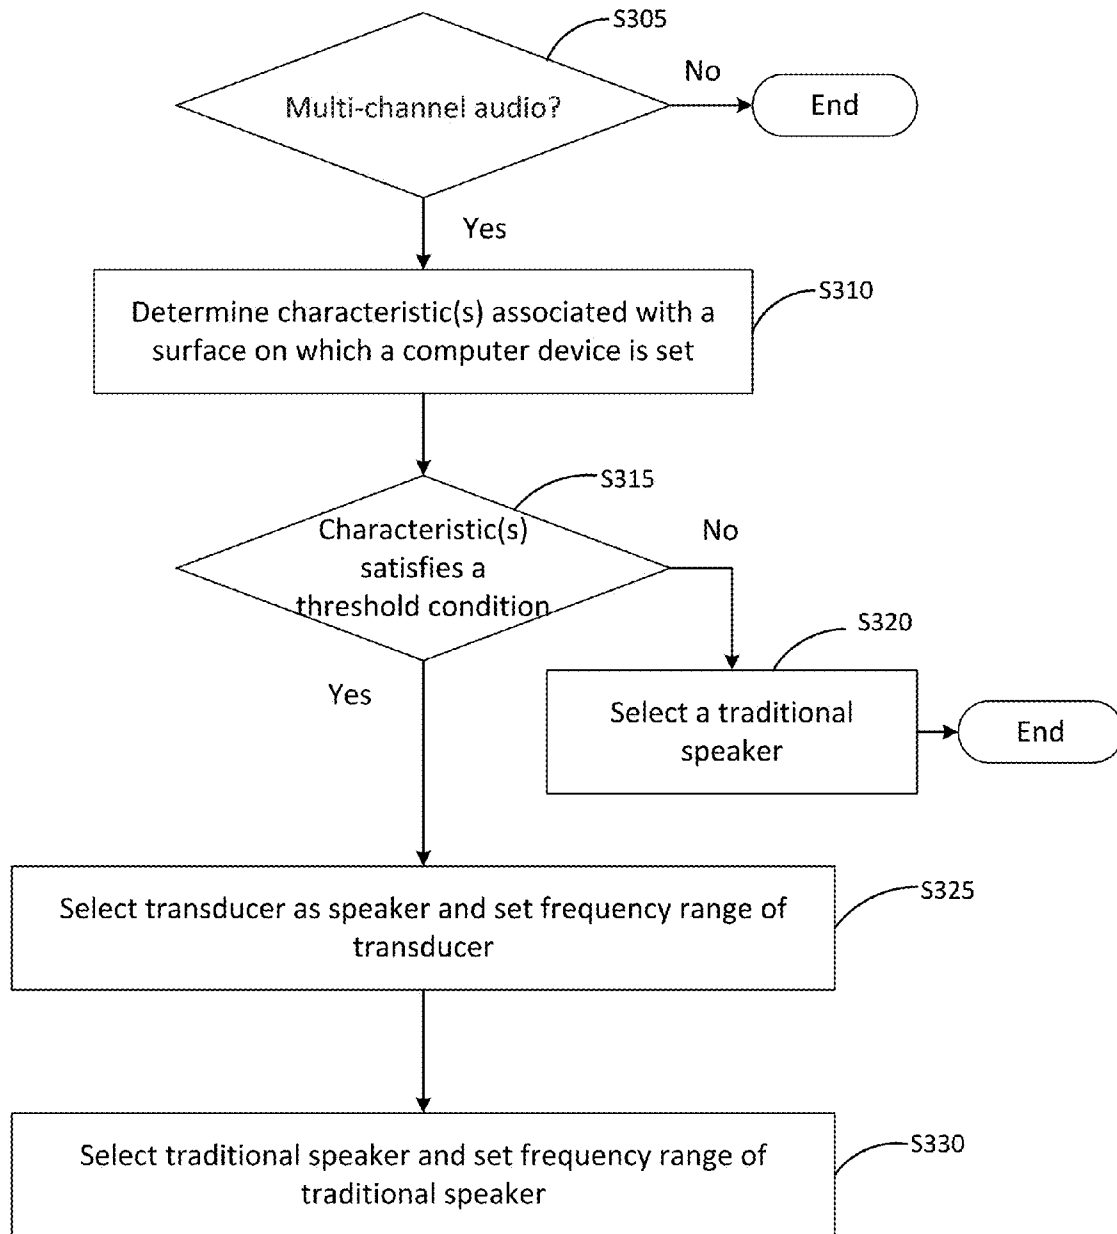 S305
No
Multi-channel audio?
End
Yes
S310
Determine characteristic(s) associated with a
surface on which a computer device is set
S315
Characteristic(s)
satisfies a
threshold condition
No
S320
Yes
Select a traditional
speaker
End
S325
Select transducer as speaker and set frequency range of
transducer
S330
Select traditional speaker and set frequency range of
traditional speaker